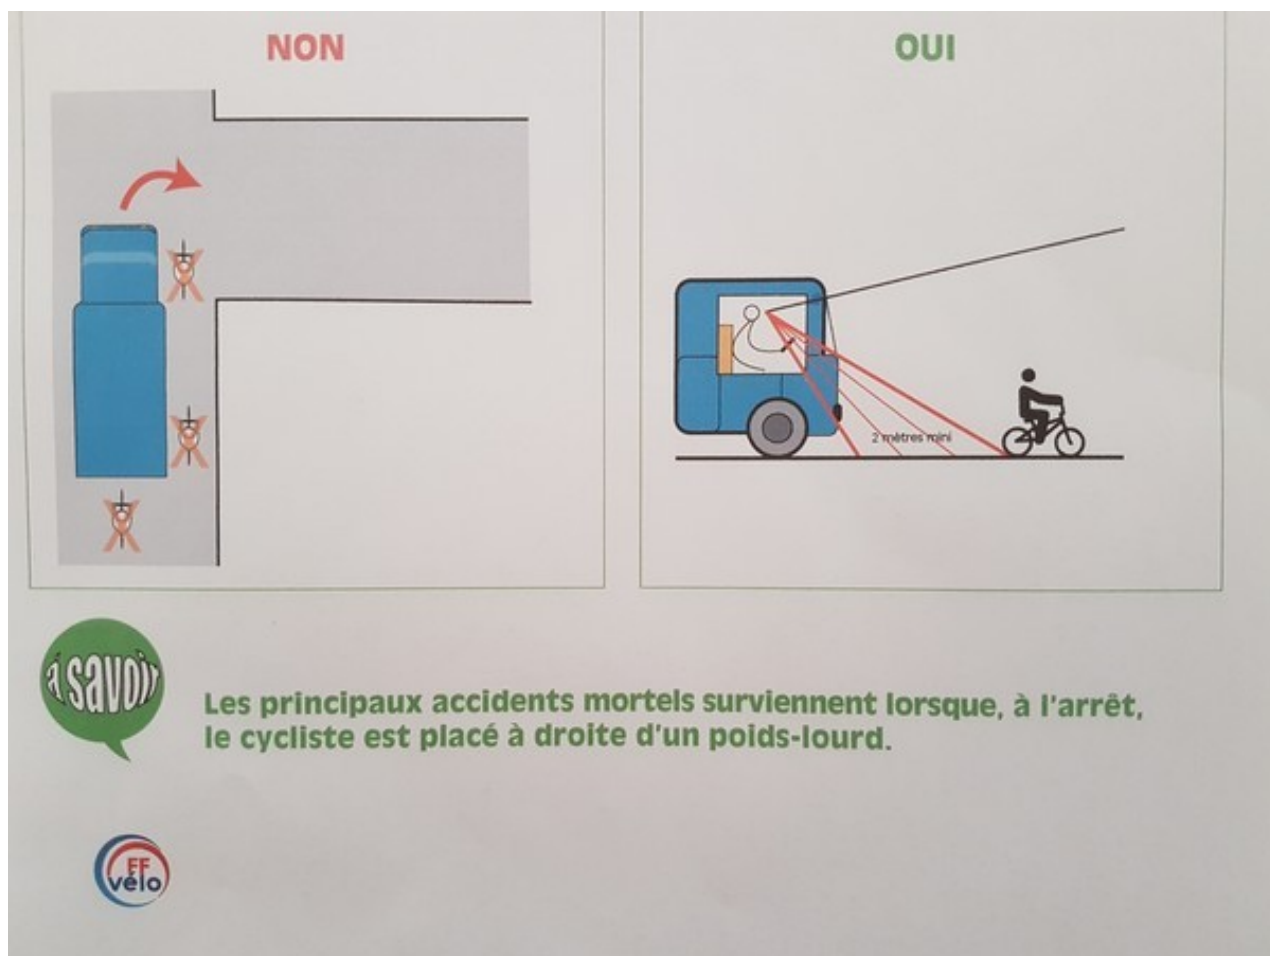 NON
OUI
2 mètres mini
à savoir
Les principaux accidents mortels surviennent lorsque, à l'arrêt,
le cycliste est placé à droite d'un poids-lourd.
FF
vélo